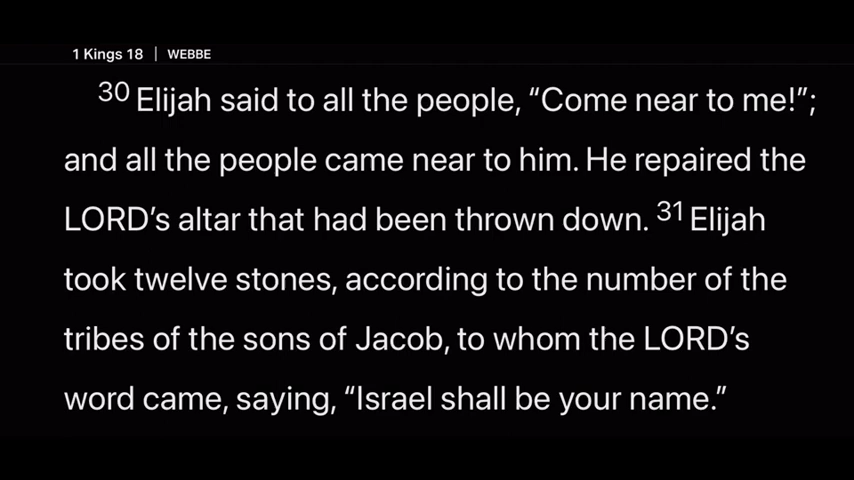 1 Kings 18 | WEBBE
30 Elijah said to all the people, “Come near to me!”;
and all the people came near to him. He repaired the
LORD’s altar that had been thrown down. 31 Elijah
took twelve stones, according to the number of the
tribes of the sons of Jacob, to whom the LORD’s
word came, saying, “Israel shall be your name.”